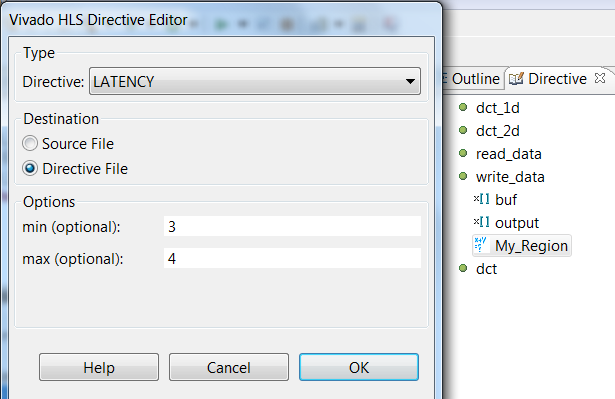 Vivado HLS Directive Editor
Type
Directive: LATENCY
Destination
Source File
Directive File
Options
min (optional): 3
max (optional): 4
Help Cancel OK
Outline Directive
dct_1d
dct_2d
read_data
write_data
×[] buf
×[] output
My_Region
dct